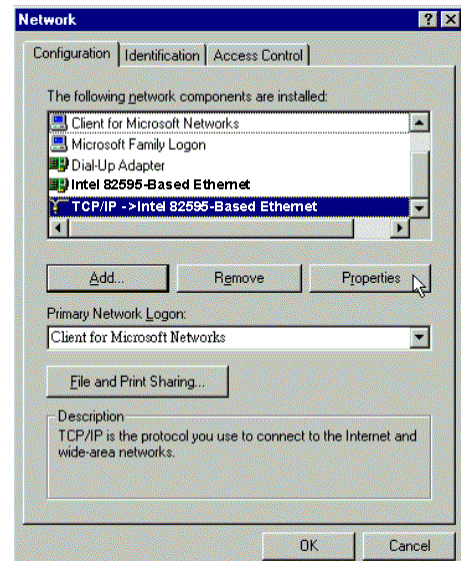 Network
Configuration Identification Access Control
The following network components are installed:
Client for Microsoft Networks
Microsoft Family Logon
Dial-Up Adapter
Intel 82595-Based Ethernet
TCP/IP ->Intel 82595-Based Ethernet
Add... Remove Properties
Primary Network Logon:
Client for Microsoft Networks
File and Print Sharing...
Description
TCP/IP is the protocol you use to connect to the Internet and
wide-area networks.
OK Cancel